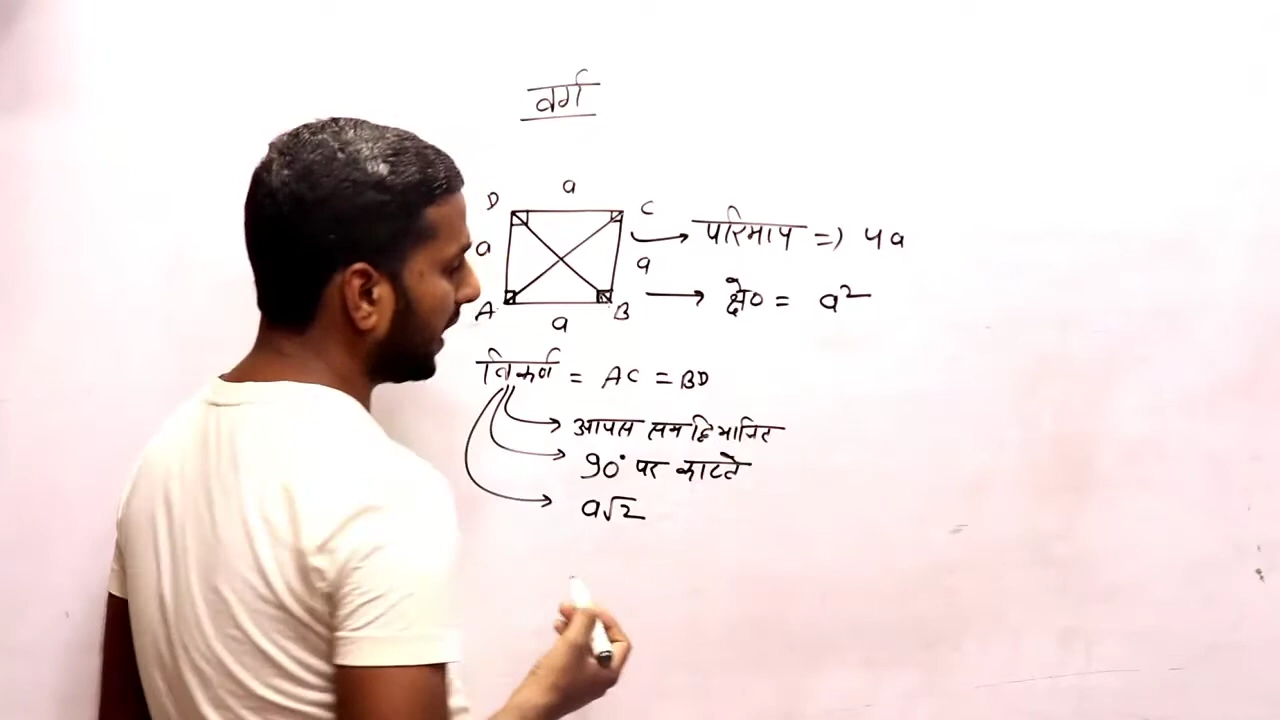 वर्ग
a
D C
a a
A B
a
परिमाप => 4a
क्षे० = a²
विकर्ण = AC = BD
आपस समद्विभाजित
90° पर काटते
a√2